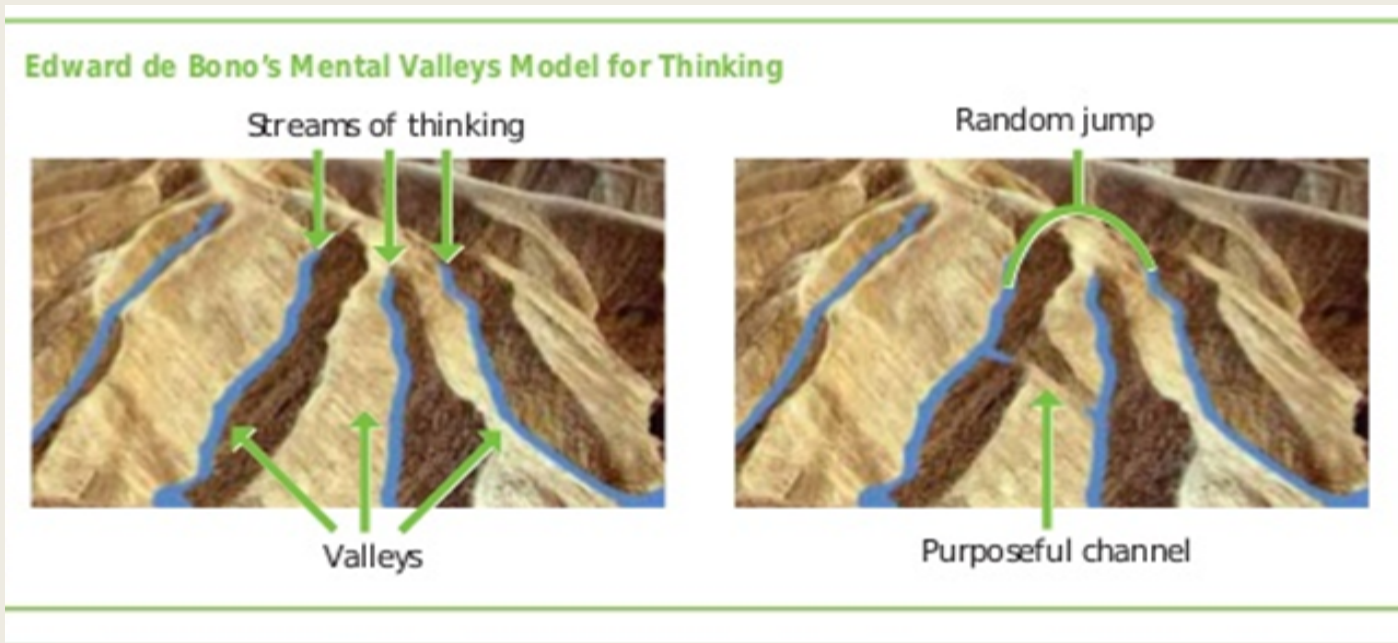 Edward de Bono's Mental Valleys Model for Thinking
Streams of thinking
Valleys
Random jump
Purposeful channel